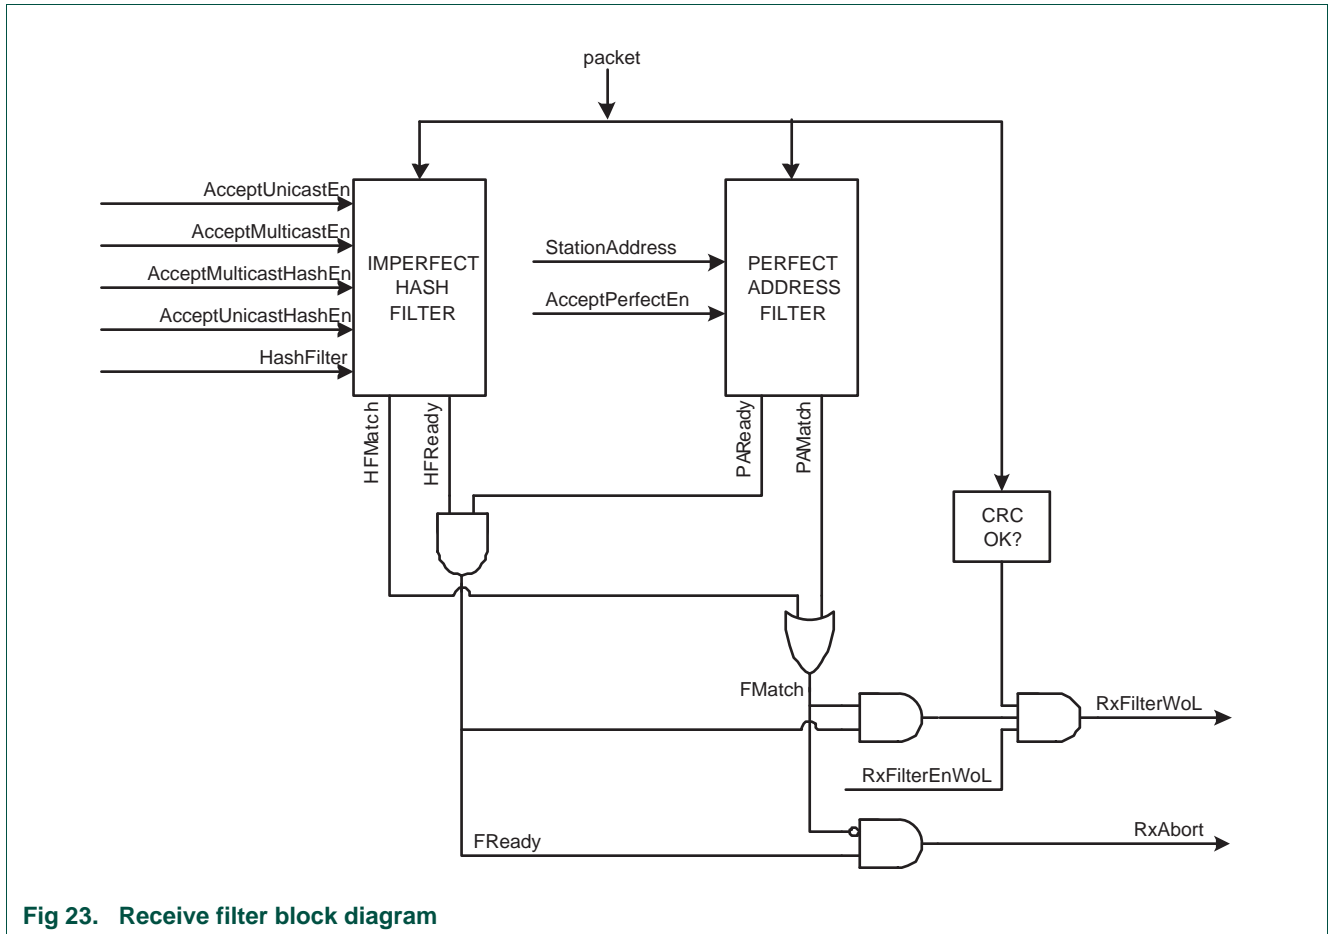 packet
AcceptUnicastEn
AcceptMulticastEn
AcceptMulticastHashEn
AcceptUnicastHashEn
HashFilter
IMPERFECT
HASH
FILTER
StationAddress
AcceptPerfectEn
PERFECT
ADDRESS
FILTER
HFMatch
HFReady
PAReady
PAMatch
CRC
OK?
FMatch
RxFilterWoL
RxFilterEnWoL
RxAbort
FReady
Fig 23. Receive filter block diagram